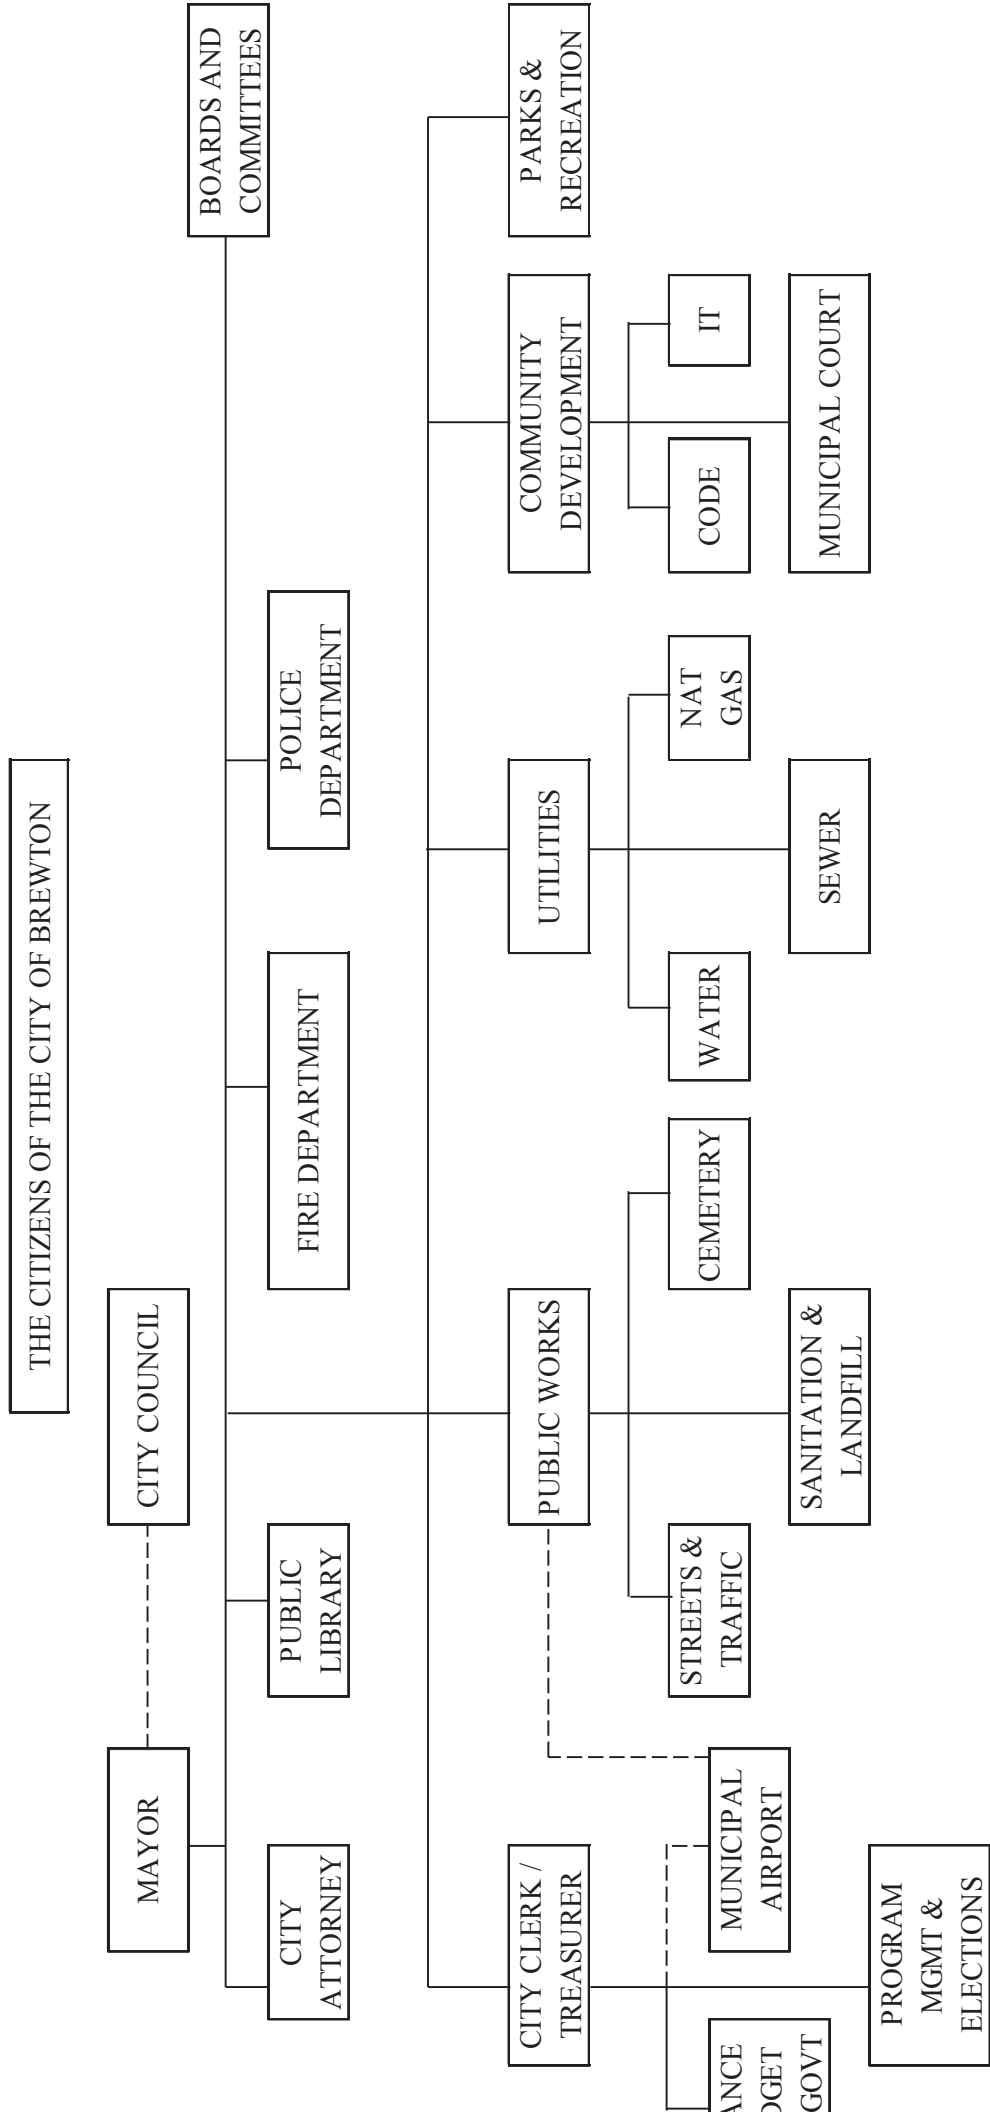 THE CITIZENS OF THE CITY OF BREWTON
MAYOR
CITY COUNCIL
BOARDS AND
COMMITTEES
CITY
ATTORNEY
PUBLIC
LIBRARY
FIRE DEPARTMENT
POLICE
DEPARTMENT
CITY CLERK /
TREASURER
PUBLIC WORKS
UTILITIES
COMMUNITY
DEVELOPMENT
PARKS &
RECREATION
STREETS &
TRAFFIC
CEMETERY
WATER
NAT
GAS
CODE
IT
GOVT
MUNICIPAL
AIRPORT
SANITATION &
LANDFILL
SEWER
MUNICIPAL COURT
PROGRAM
MGMT &
ELECTIONS